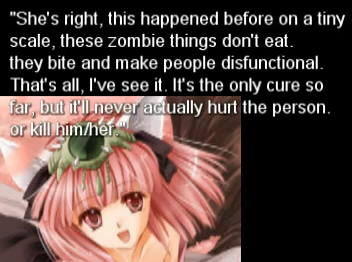 "She's right, this happened before on a tiny
scale, these zombie things don't eat.
they bite and make people disfunctional.
That's all, I've see it. It's the only cure so
far, but it'll never actually hurt the person.
or kill him/her."